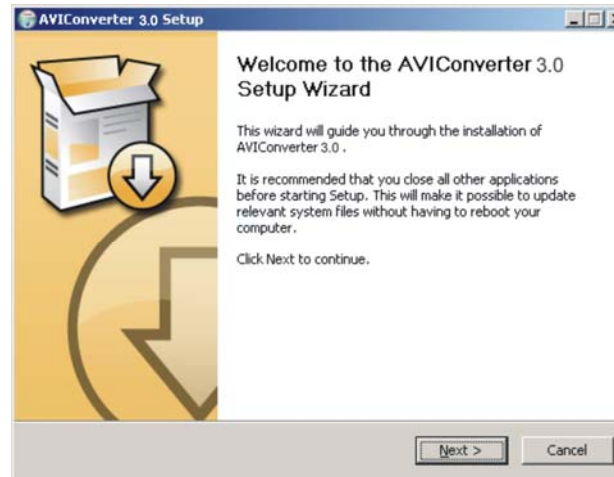 AVIConverter 3.0 Setup
Welcome to the AVIConverter 3.0
Setup Wizard
This wizard will guide you through the installation of
AVIConverter 3.0 .
It is recommended that you close all other applications
before starting Setup. This will make it possible to update
relevant system files without having to reboot your
computer.
Click Next to continue.
Next >
Cancel